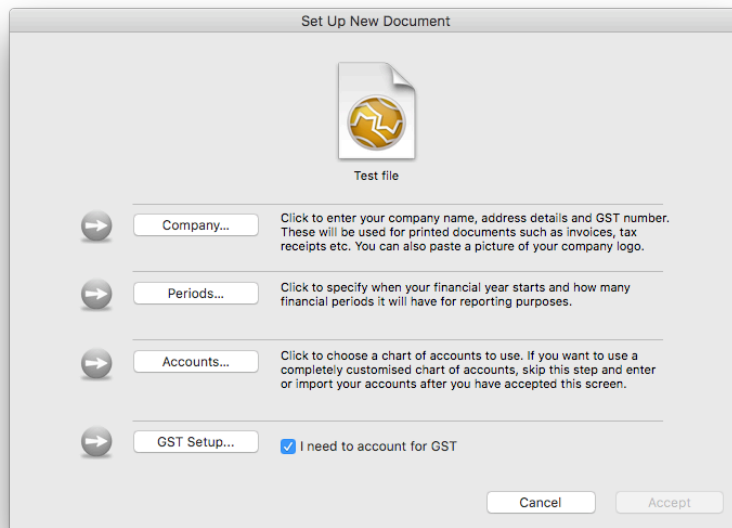 Set Up New Document
Test file
Company...
Click to enter your company name, address details and GST number.
These will be used for printed documents such as invoices, tax
receipts etc. You can also paste a picture of your company logo.
Periods...
Click to specify when your financial year starts and how many
financial periods it will have for reporting purposes.
Accounts...
Click to choose a chart of accounts to use. If you want to use a
completely customised chart of accounts, skip this step and enter
or import your accounts after you have accepted this screen.
GST Setup...
I need to account for GST
Cancel
Accept